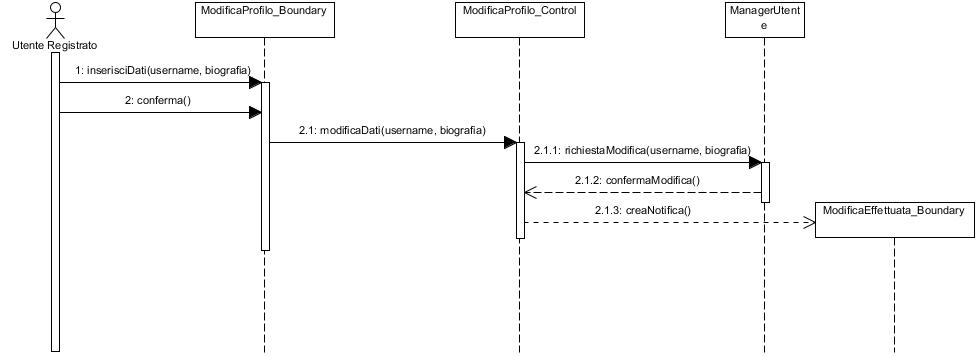 ModificaProfilo_Boundary
ModificaProfilo_Control
ManagerUtent
e
Utente Registrato
1: inserisciDati(username, biografia)
2: conferma()
2.1: modificaDati(username, biografia)
2.1.1: richiestaModifica(username, biografia)
2.1.2: confermaModifica()
2.1.3: creaNotifica()
ModificaEffettuata_Boundary